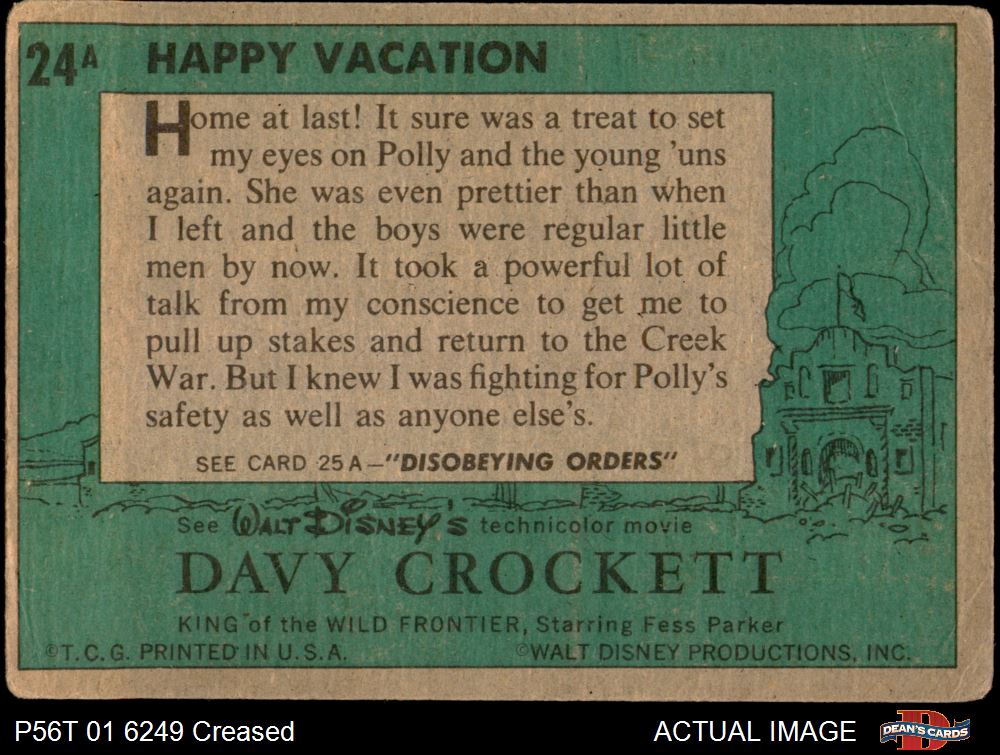 24A HAPPY VACATION
Home at last! It sure was a treat to set
my eyes on Polly and the young 'uns
again. She was even prettier than when
I left and the boys were regular little
men by now. It took a powerful lot of
talk from my conscience to get me to
pull up stakes and return to the Creek
War. But I knew I was fighting for Polly's
safety as well as anyone else's.
SEE CARD 25A—"DISOBEYING ORDERS"
See WALT DISNEY'S technicolor movie
DAVY CROCKETT
KING of the WILD FRONTIER, Starring Fess Parker
©T.C.G. PRINTED IN U.S.A. ©WALT DISNEY PRODUCTIONS, INC.
P56T 01 6249 Creased ACTUAL IMAGE D DEAN'S CARDS